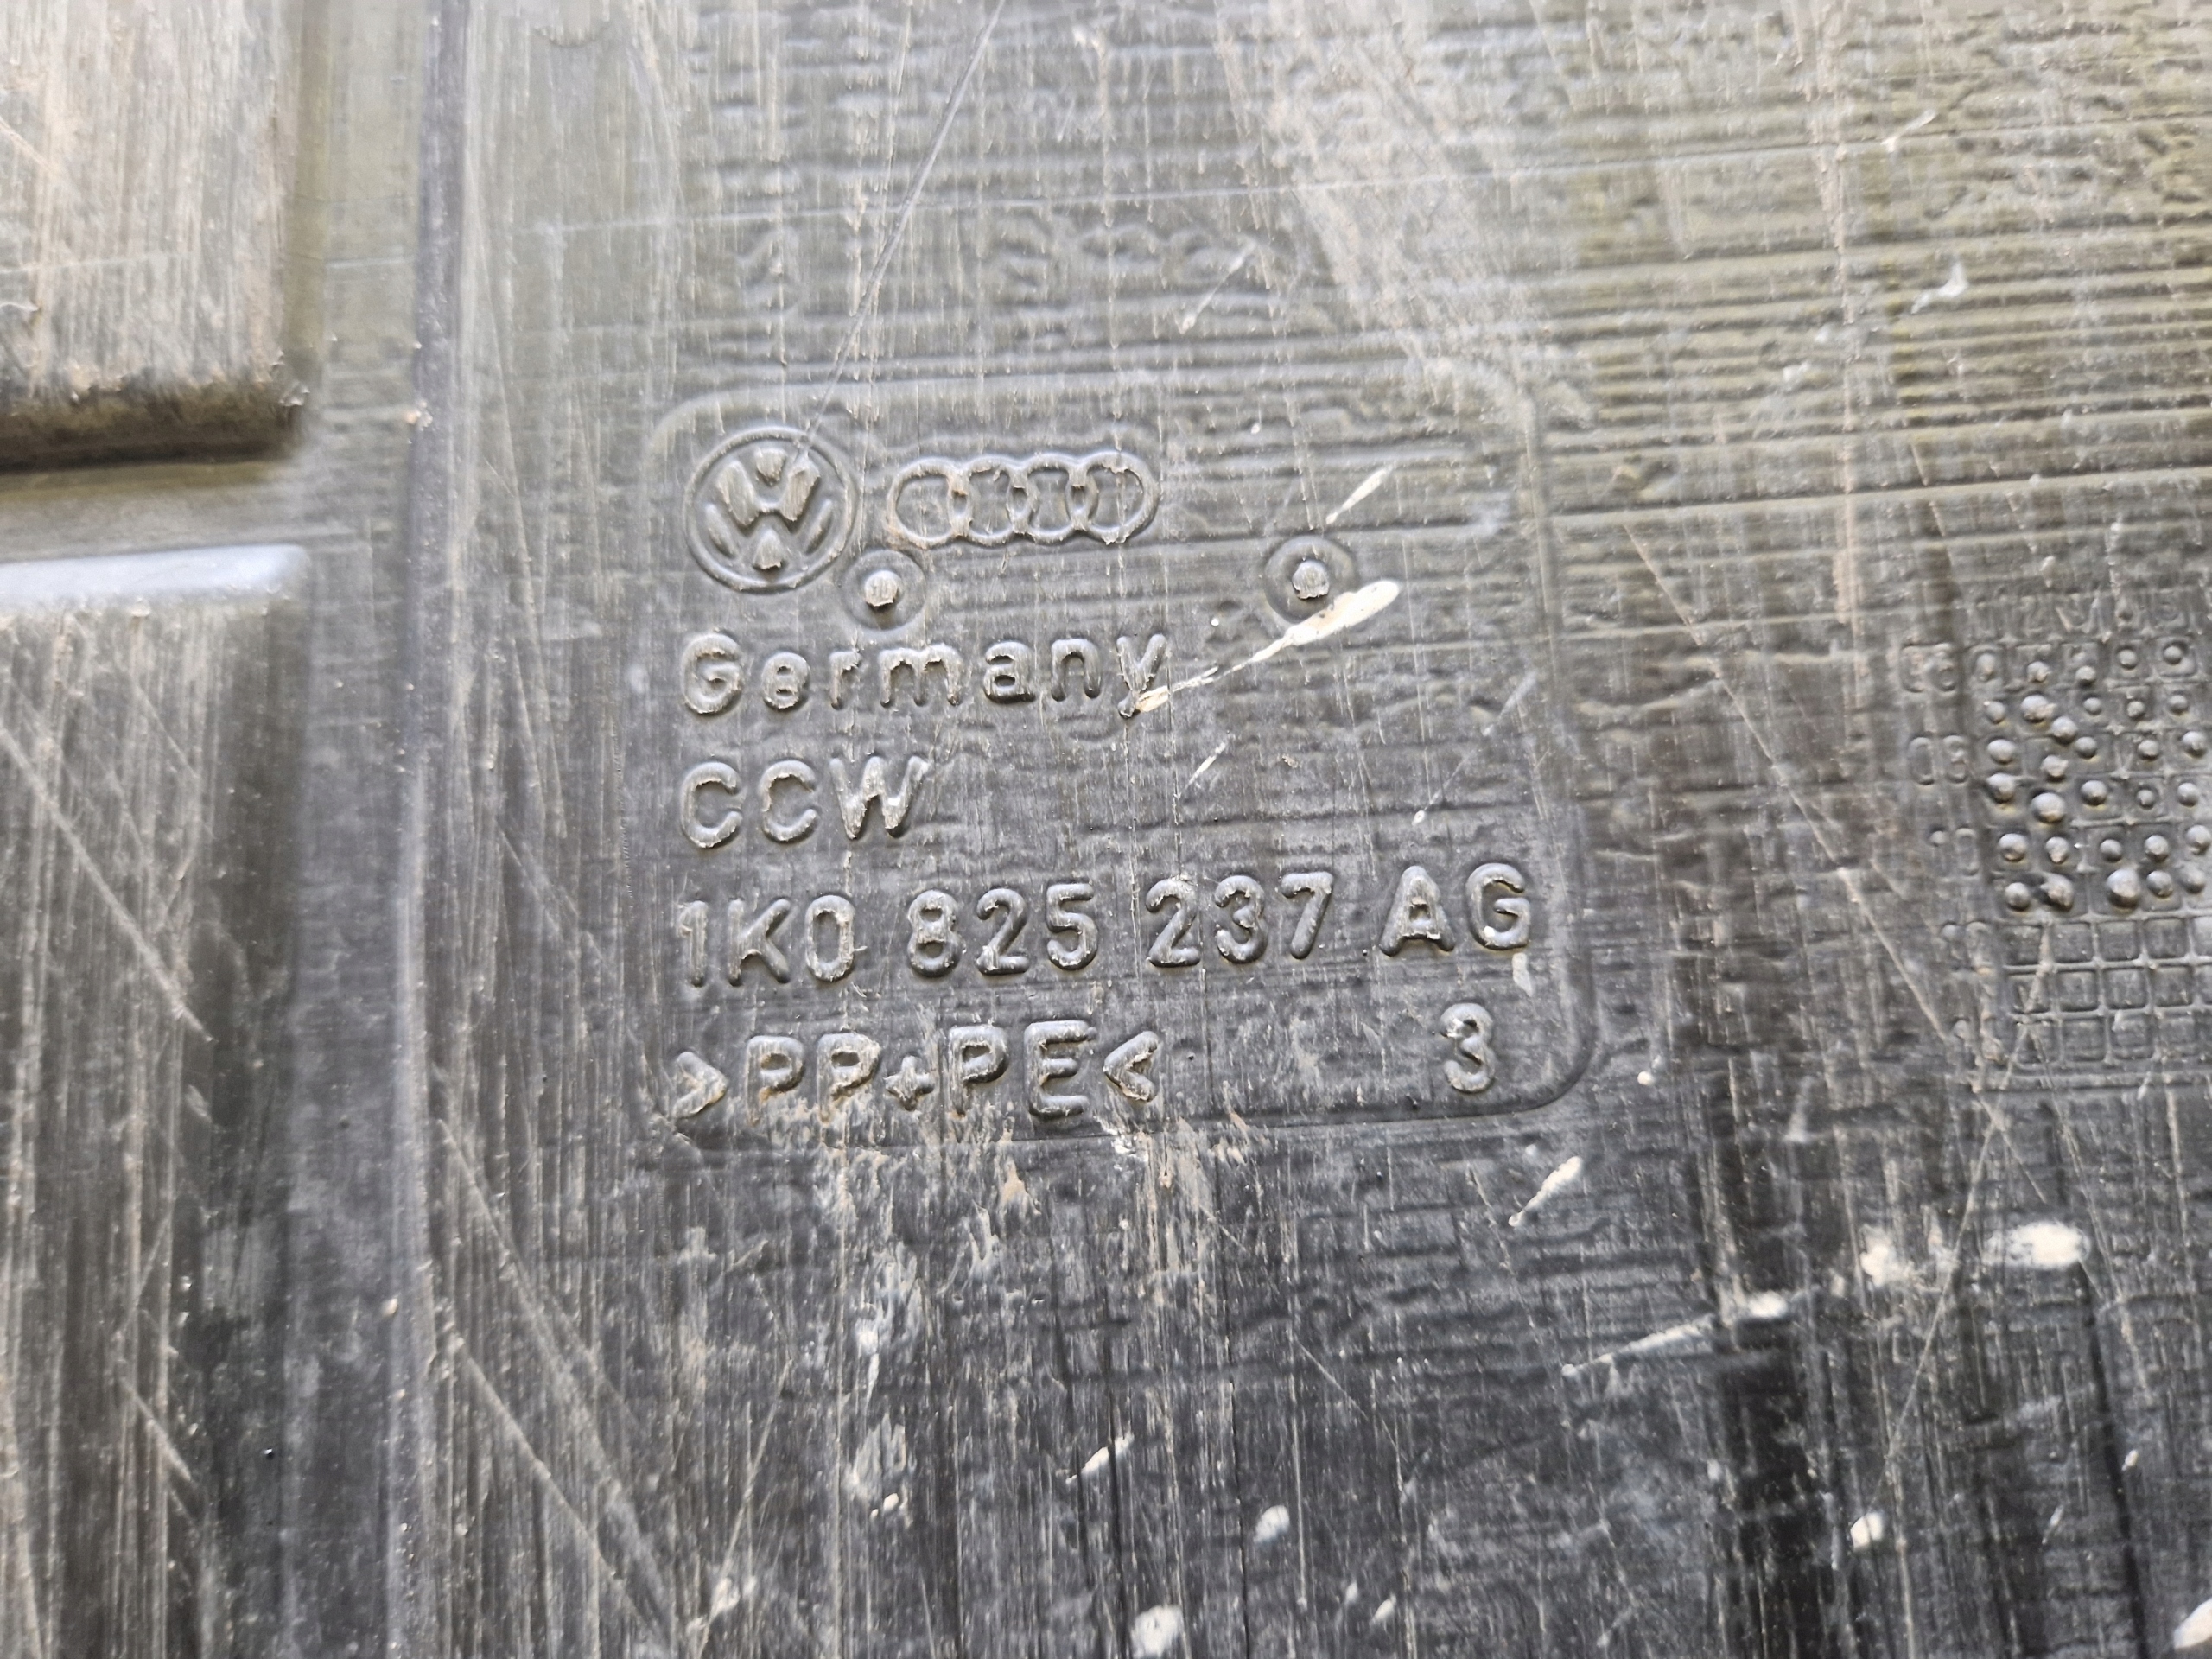 Germany
CCW
1K0 825 237 AG
>PP+PE< 3